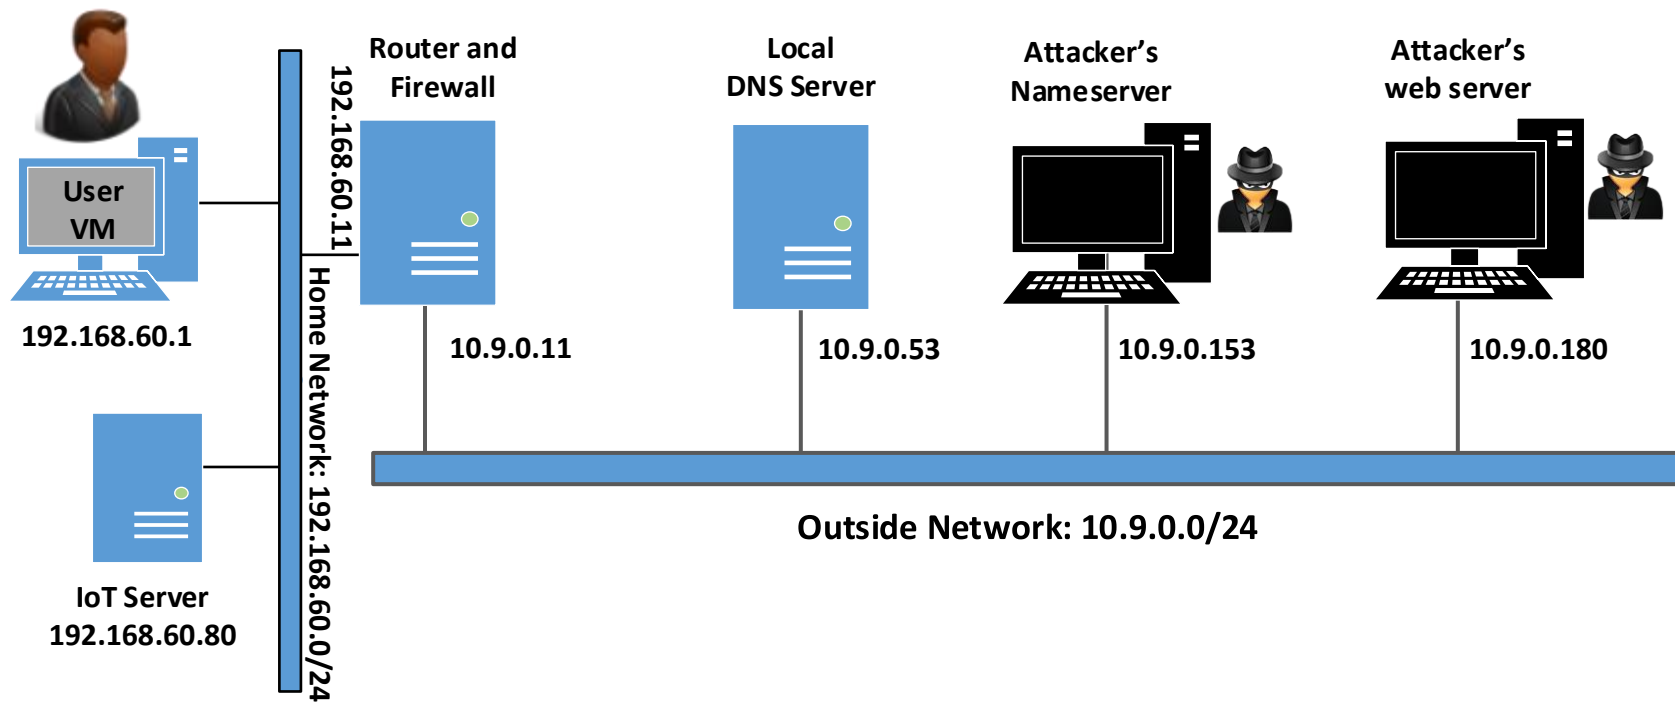 Router and
Firewall
Local
DNS Server
Attacker’s
Nameserver
Attacker’s
web server
User
VM
192.168.60.11
192.168.60.1
10.9.0.11
10.9.0.53
10.9.0.153
10.9.0.180
Home Network: 192.168.60.0/24
Outside Network: 10.9.0.0/24
IoT Server
192.168.60.80